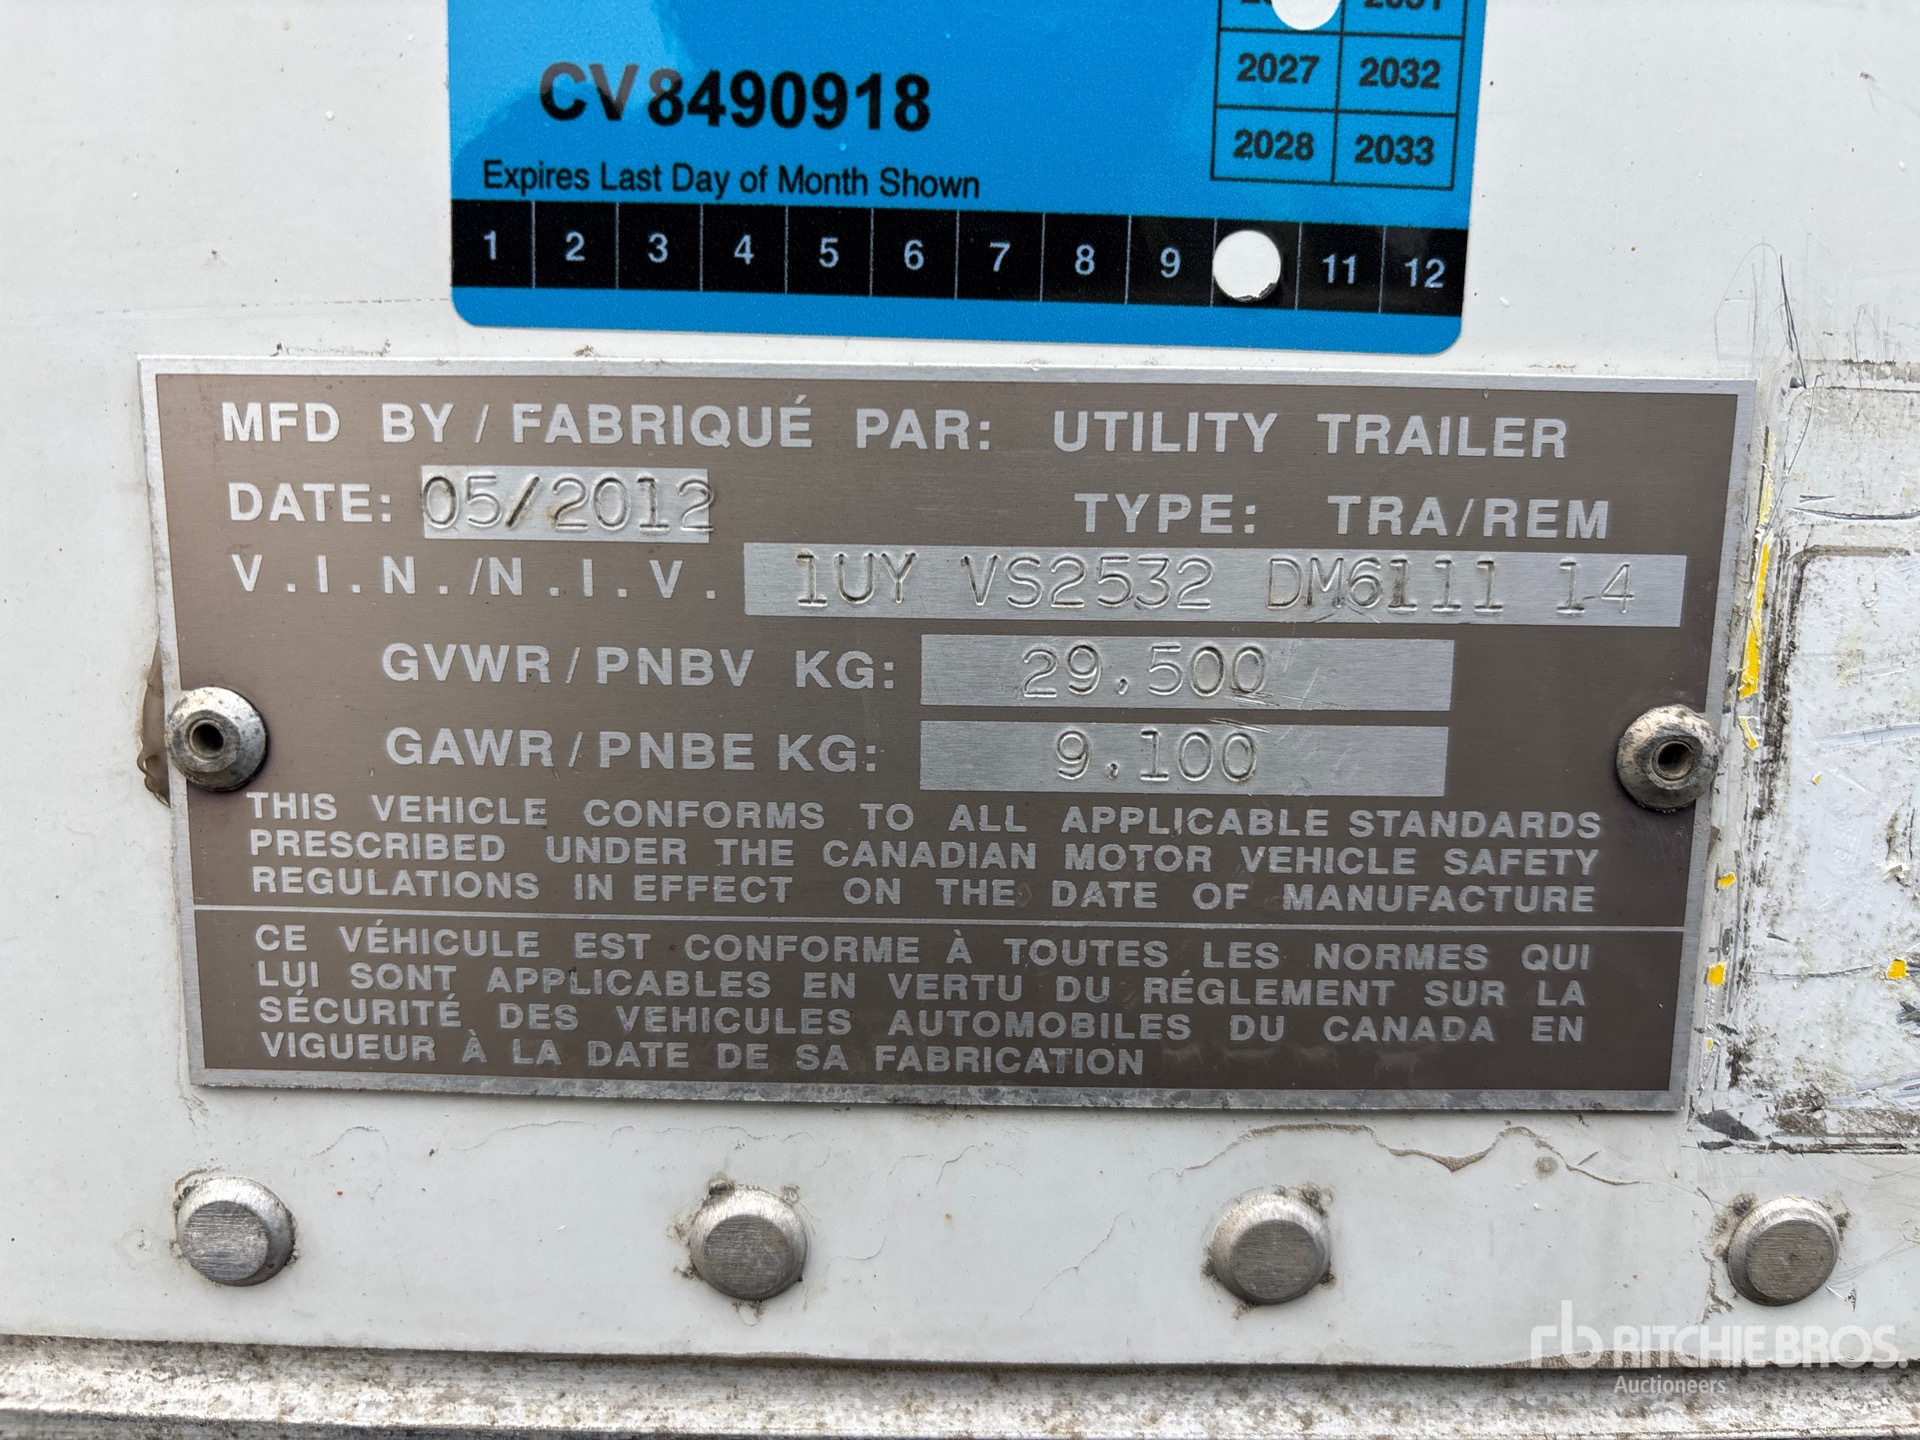 2031
CV8490918
2027 2032
2028 2033
Expires Last Day of Month Shown
1 2 3 4 5 6 7 8 9 11 12
MFD BY / FABRIQUÉ PAR: UTILITY TRAILER
DATE: 05/2012 TYPE: TRA/REM
V.I.N./N.I.V. 1UY VS2532 DM6111 14
GVWR/PNBV KG: 29,500
GAWR/PNBE KG: 9,100
THIS VEHICLE CONFORMS TO ALL APPLICABLE STANDARDS
PRESCRIBED UNDER THE CANADIAN MOTOR VEHICLE SAFETY
REGULATIONS IN EFFECT ON THE DATE OF MANUFACTURE
CE VÉHICULE EST CONFORME À TOUTES LES NORMES QUI
LUI SONT APPLICABLES EN VERTU DU RÉGLEMENT SUR LA
SÉCURITÉ DES VEHICULES AUTOMOBILES DU CANADA EN
VIGUEUR À LA DATE DE SA FABRICATION
rb RITCHIE BROS.
Auctioneers